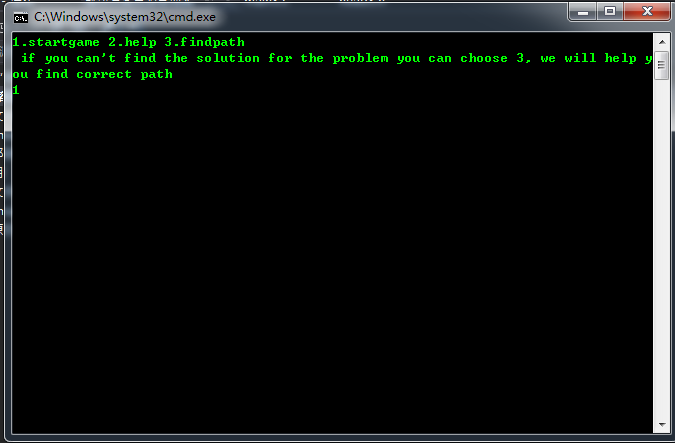 C:\Windows\system32\cmd.exe
1.startgame 2.help 3.findpath
if you can't find the solution for the problem you can choose 3, we will help y
ou find correct path
1